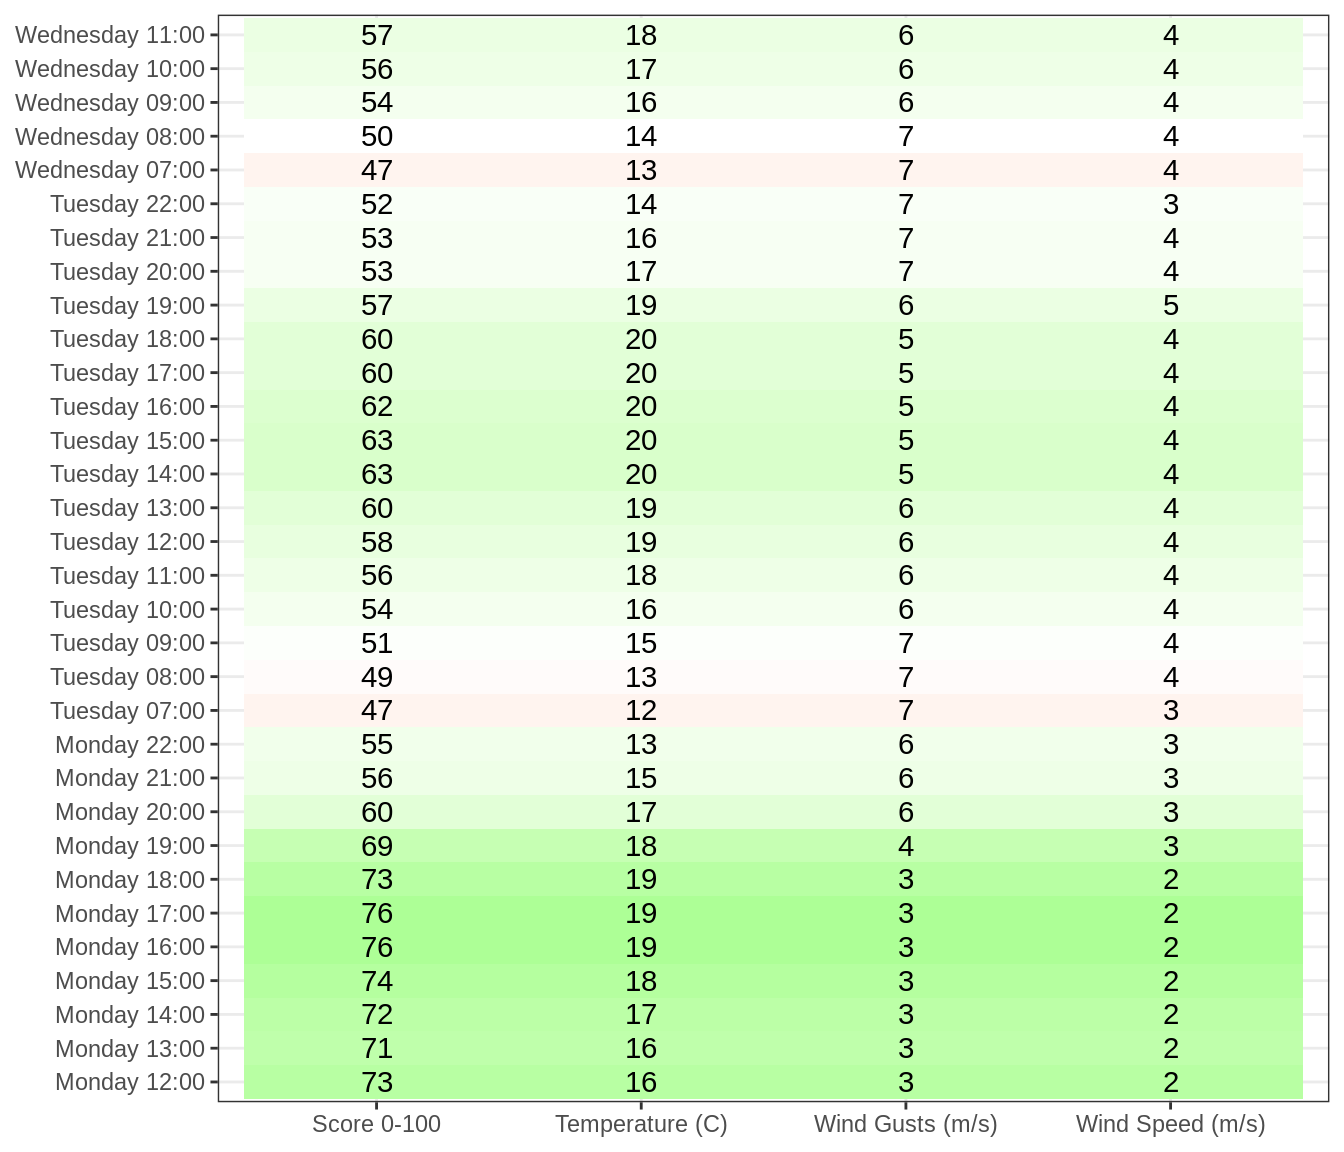 Wednesday 11:00 57 18 6 4
Wednesday 10:00 56 17 6 4
Wednesday 09:00 54 16 6 4
Wednesday 08:00 50 14 7 4
Wednesday 07:00 47 13 7 4
Tuesday 22:00 52 14 7 3
Tuesday 21:00 53 16 7 4
Tuesday 20:00 53 17 7 4
Tuesday 19:00 57 19 6 5
Tuesday 18:00 60 20 5 4
Tuesday 17:00 60 20 5 4
Tuesday 16:00 62 20 5 4
Tuesday 15:00 63 20 5 4
Tuesday 14:00 63 20 5 4
Tuesday 13:00 60 19 6 4
Tuesday 12:00 58 19 6 4
Tuesday 11:00 56 18 6 4
Tuesday 10:00 54 16 6 4
Tuesday 09:00 51 15 7 4
Tuesday 08:00 49 13 7 4
Tuesday 07:00 47 12 7 3
Monday 22:00 55 13 6 3
Monday 21:00 56 15 6 3
Monday 20:00 60 17 6 3
Monday 19:00 69 18 4 3
Monday 18:00 73 19 3 2
Monday 17:00 76 19 3 2
Monday 16:00 76 19 3 2
Monday 15:00 74 18 3 2
Monday 14:00 72 17 3 2
Monday 13:00 71 16 3 2
Monday 12:00 73 16 3 2
Score 0-100 Temperature (C) Wind Gusts (m/s) Wind Speed (m/s)